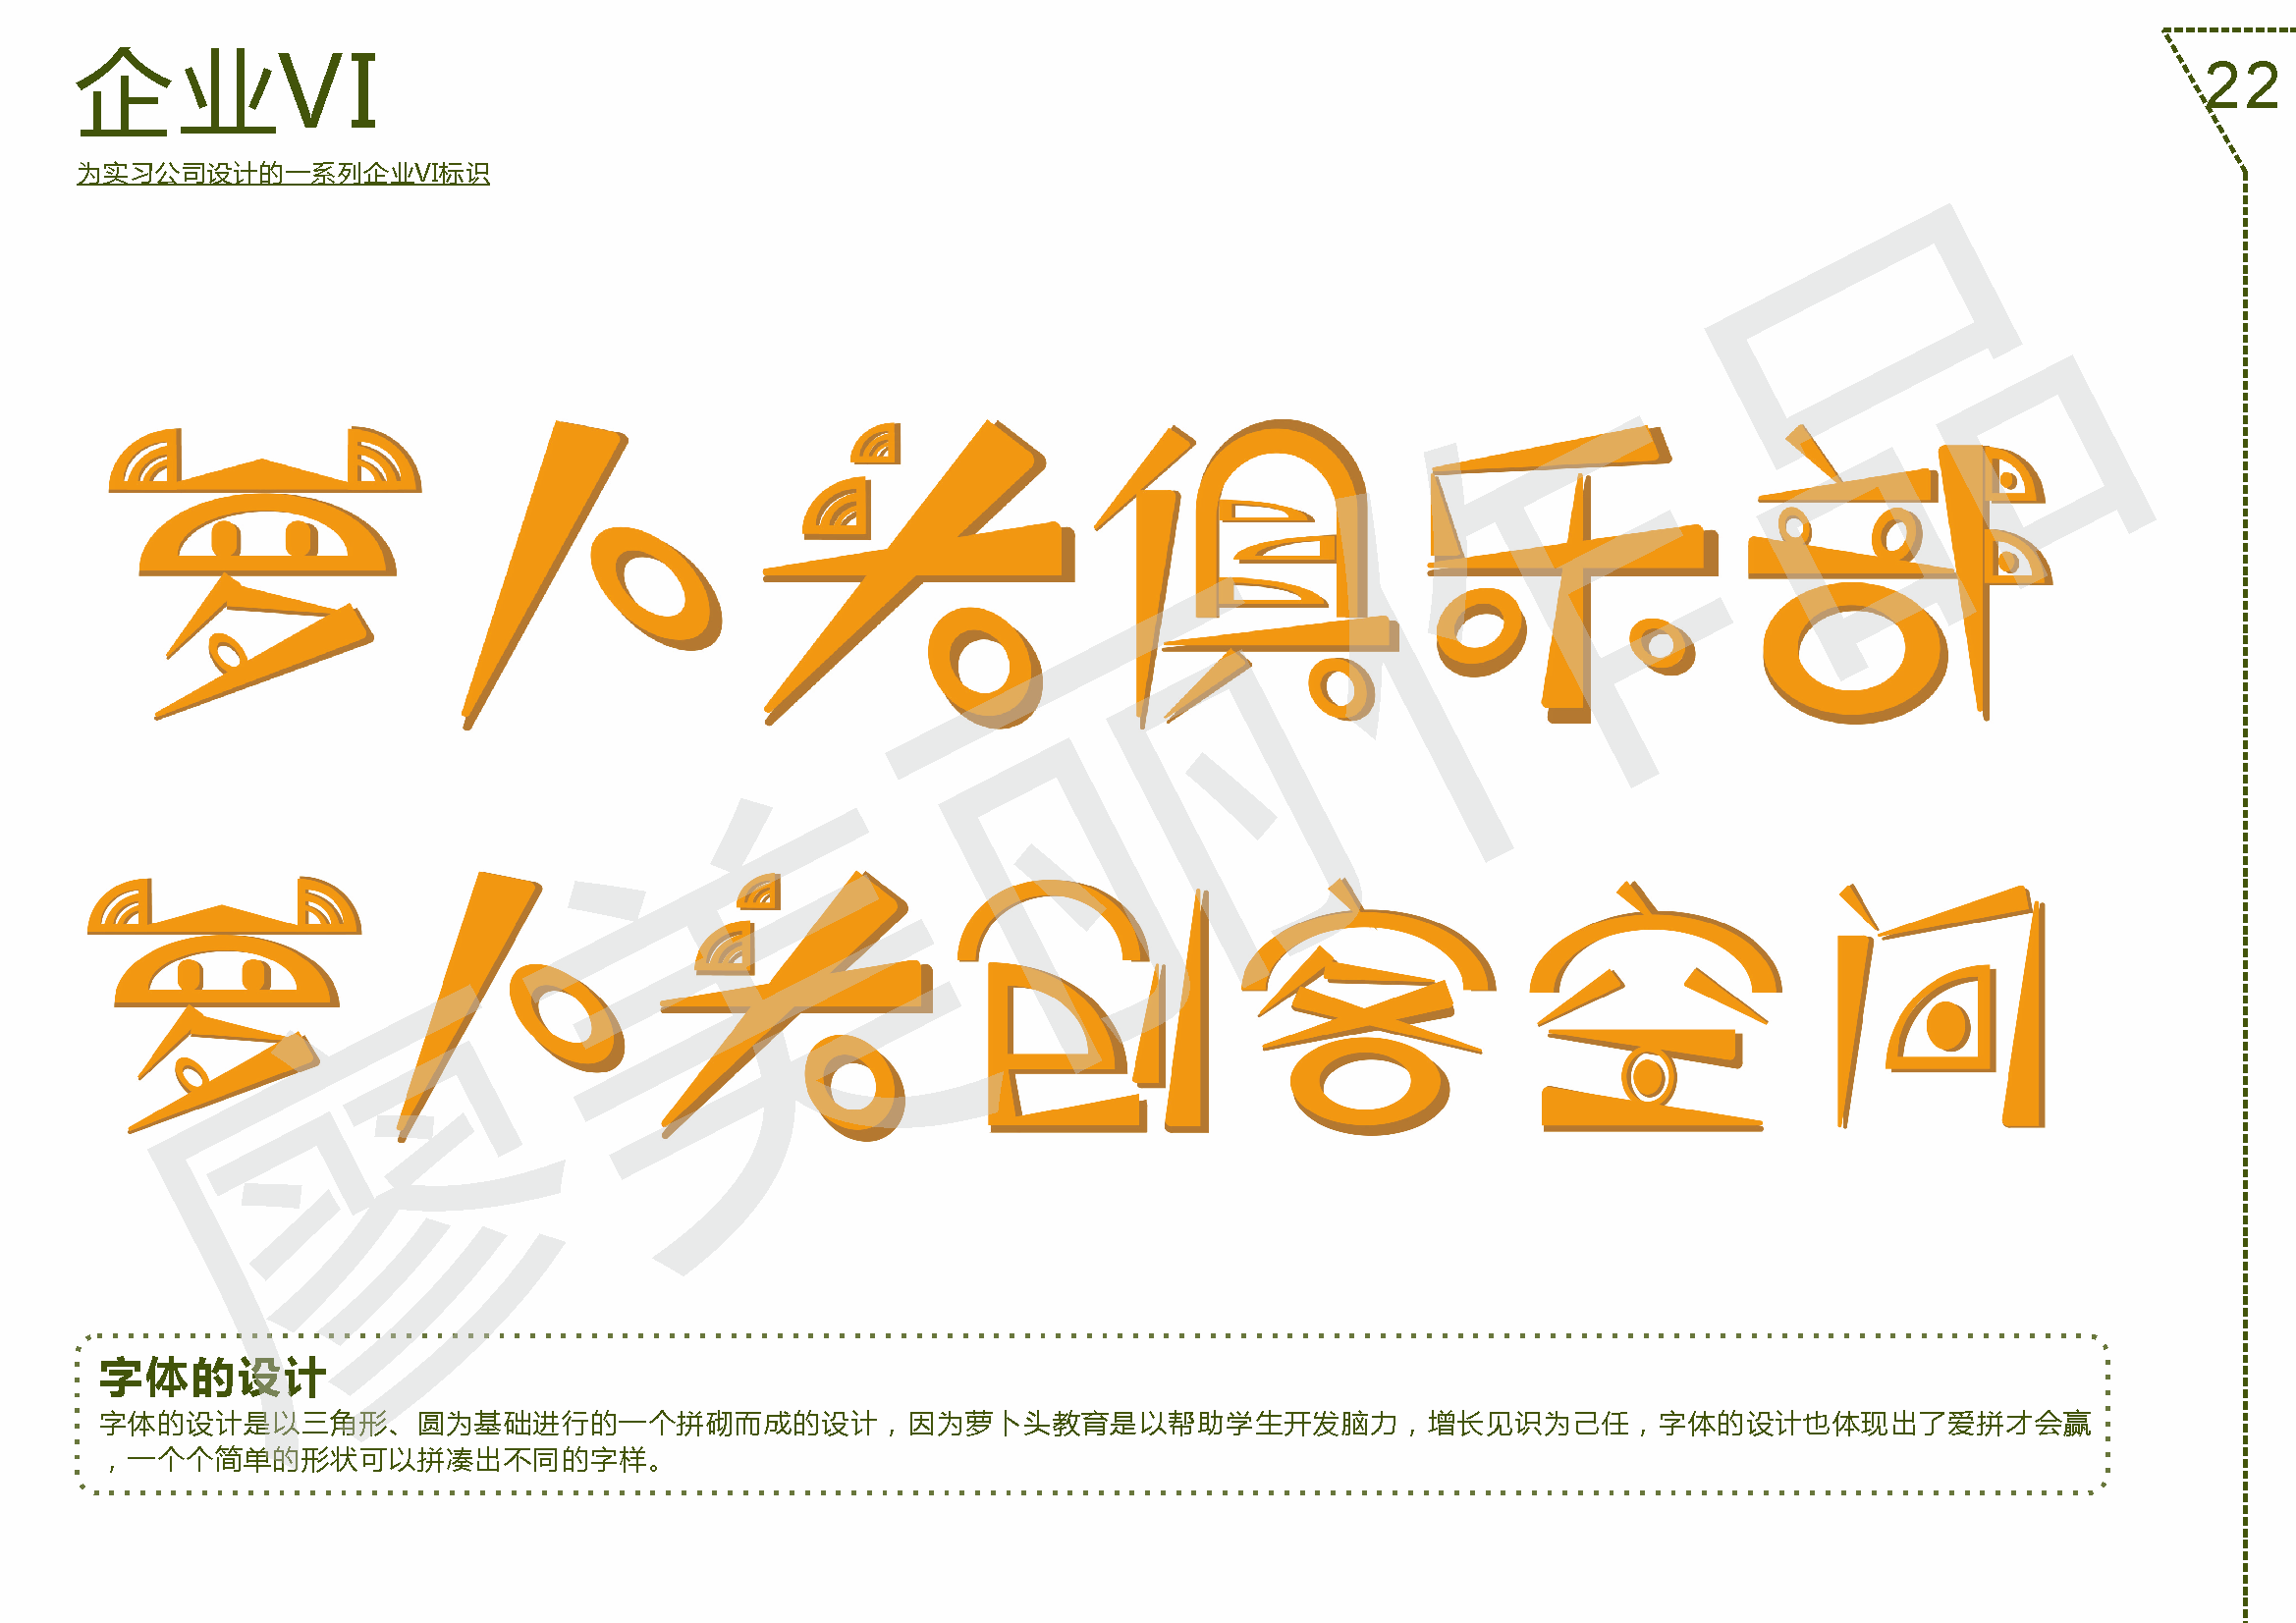 企业VI
22
为实习公司设计的一系列企业VI标识
萝卜头俱乐部
萝卜头创客空间
廖美丽作品
字体的设计
字体的设计是以三角形、圆为基础进行的一个拼砌而成的设计，因为萝卜头教育是以帮助学生开发脑力，增长见识为己任，字体的设计也体现出了爱拼才会赢
，一个个简单的形状可以拼凑出不同的字样。